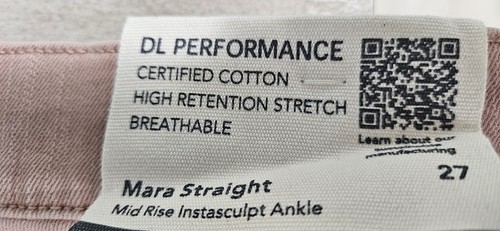 DL PERFORMANCE
CERTIFIED COTTON
HIGH RETENTION STRETCH
BREATHABLE
Learn about our
sustainable
manufacturing
27
Mara Straight
Mid Rise Instasculpt Ankle